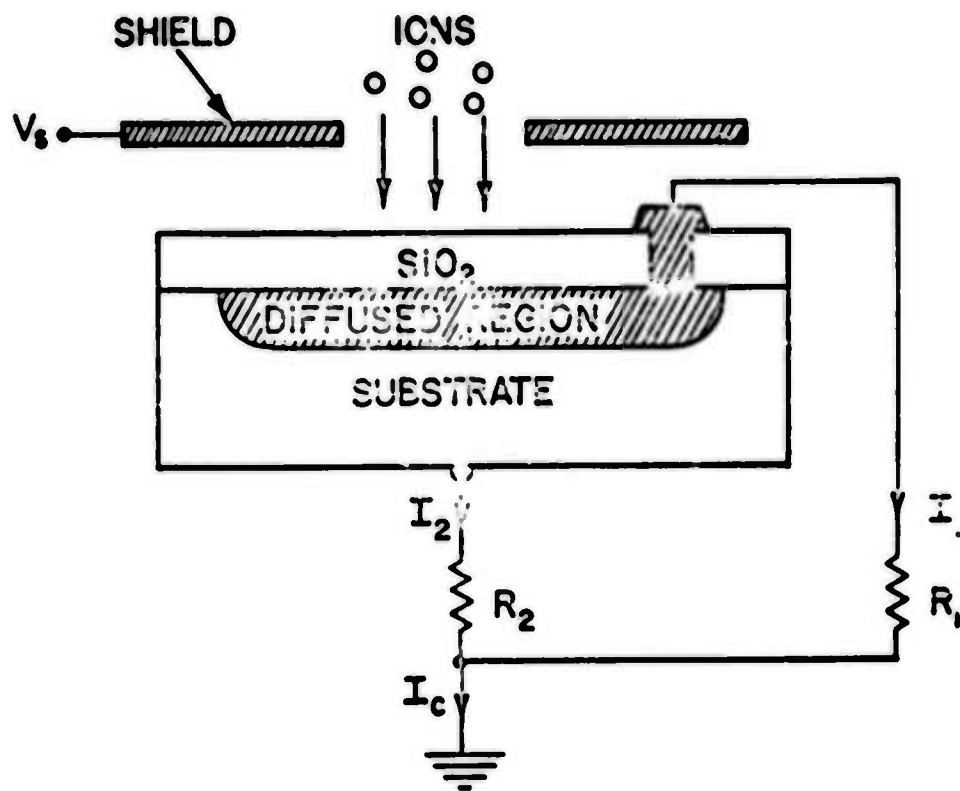 SHIELD
IONS
Vs
SiO2
DIFFUSED REGION
SUBSTRATE
I2
R2
Ic